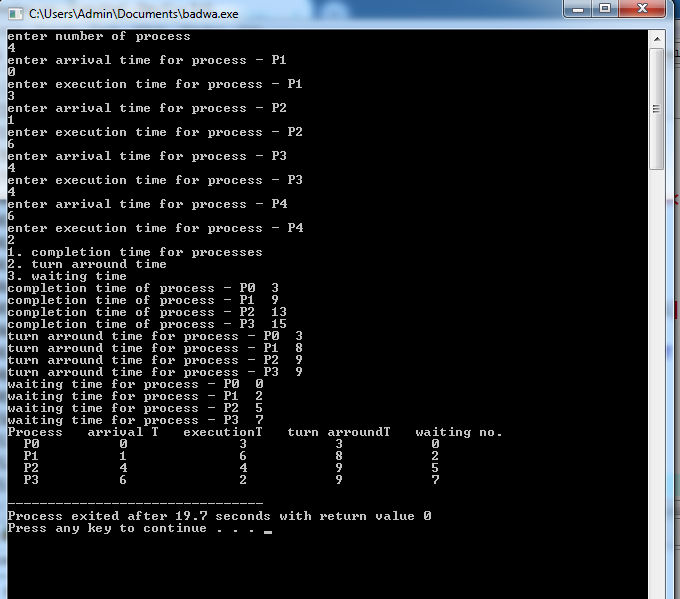 C:\Users\Admin\Documents\badwa.exe
enter number of process
4
enter arrival time for process - P1
0
enter execution time for process - P1
3
enter arrival time for process - P2
1
enter execution time for process - P2
6
enter arrival time for process - P3
4
enter execution time for process - P3
4
enter arrival time for process - P4
6
enter execution time for process - P4
2
1. completion time for processes
2. turn arround time
3. waiting time
completion time of process - P0  3
completion time of process - P1  9
completion time of process - P2  13
completion time of process - P3  15
turn arround time for process - P0  3
turn arround time for process - P1  8
turn arround time for process - P2  9
turn arround time for process - P3  9
waiting time for process - P0  0
waiting time for process - P1  2
waiting time for process - P2  5
waiting time for process - P3  7
Process   arrival T   executionT   turn arroundT   waiting no.
P0   0   3   3   0
P1   1   6   8   2
P2   4   4   9   5
P3   6   2   9   7
--------------------------------
Process exited after 19.7 seconds with return value 0
Press any key to continue . . . _